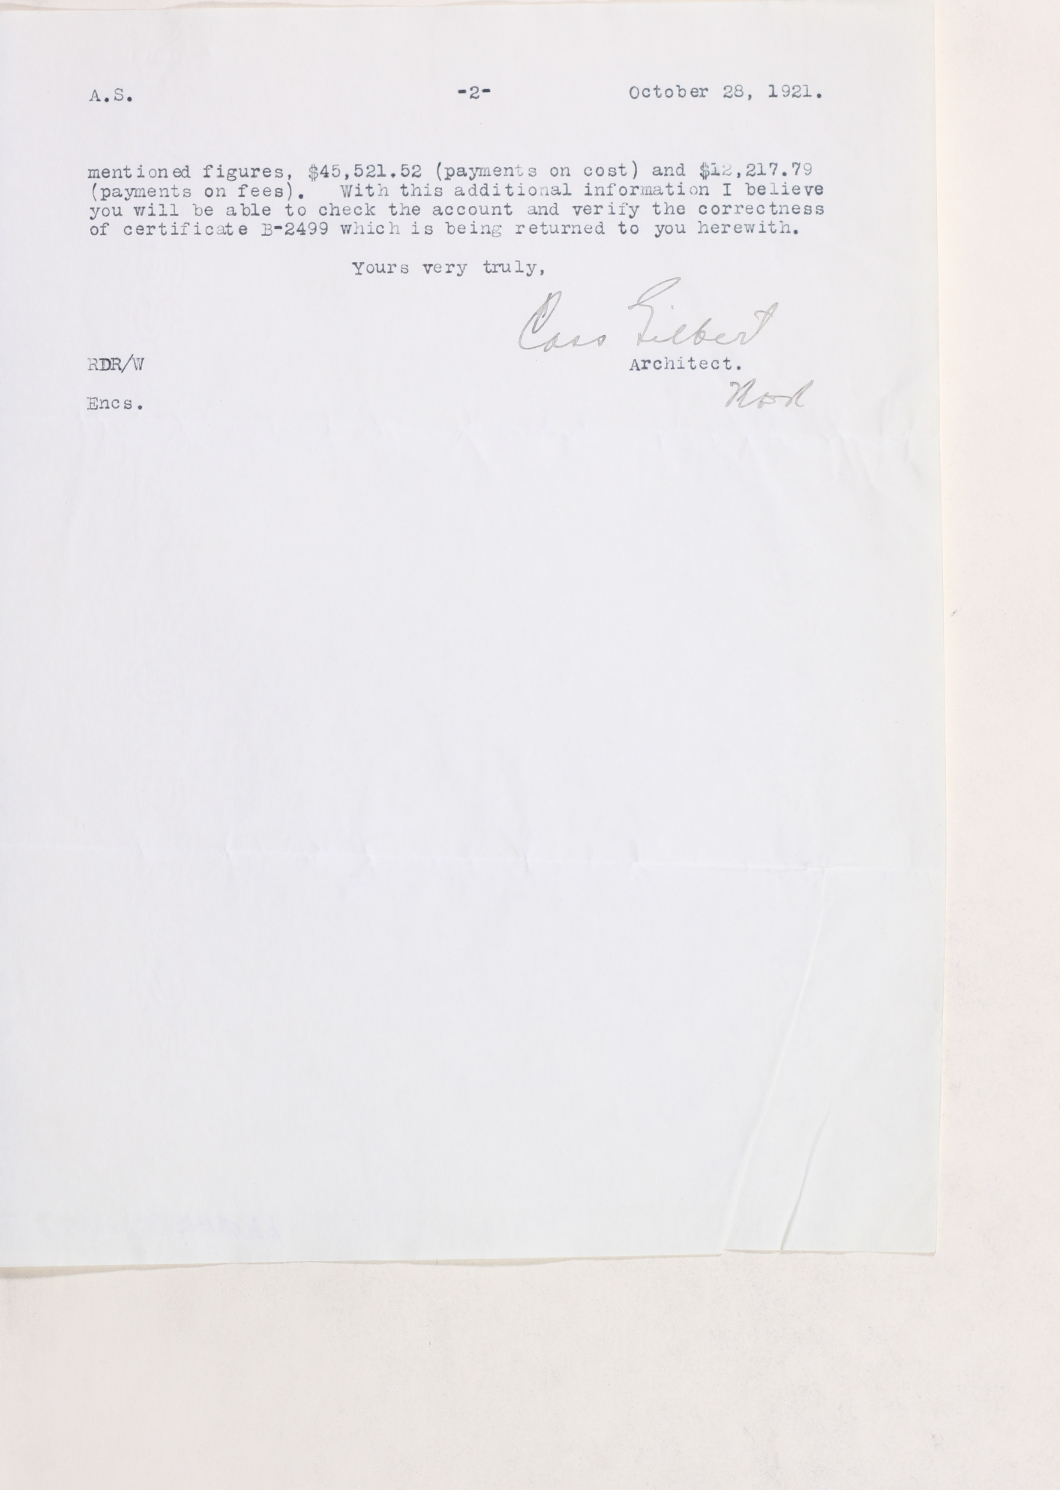 A.S. -2- October 28, 1921.
mentioned figures, $45,521.52 (payments on cost) and $12,217.79
(payments on fees). With this additional information I believe
you will be able to check the account and verify the correctness
of certificate B-2499 which is being returned to you herewith.
Yours very truly,
Cass Gilbert
RDR/W Architect.
Encs.